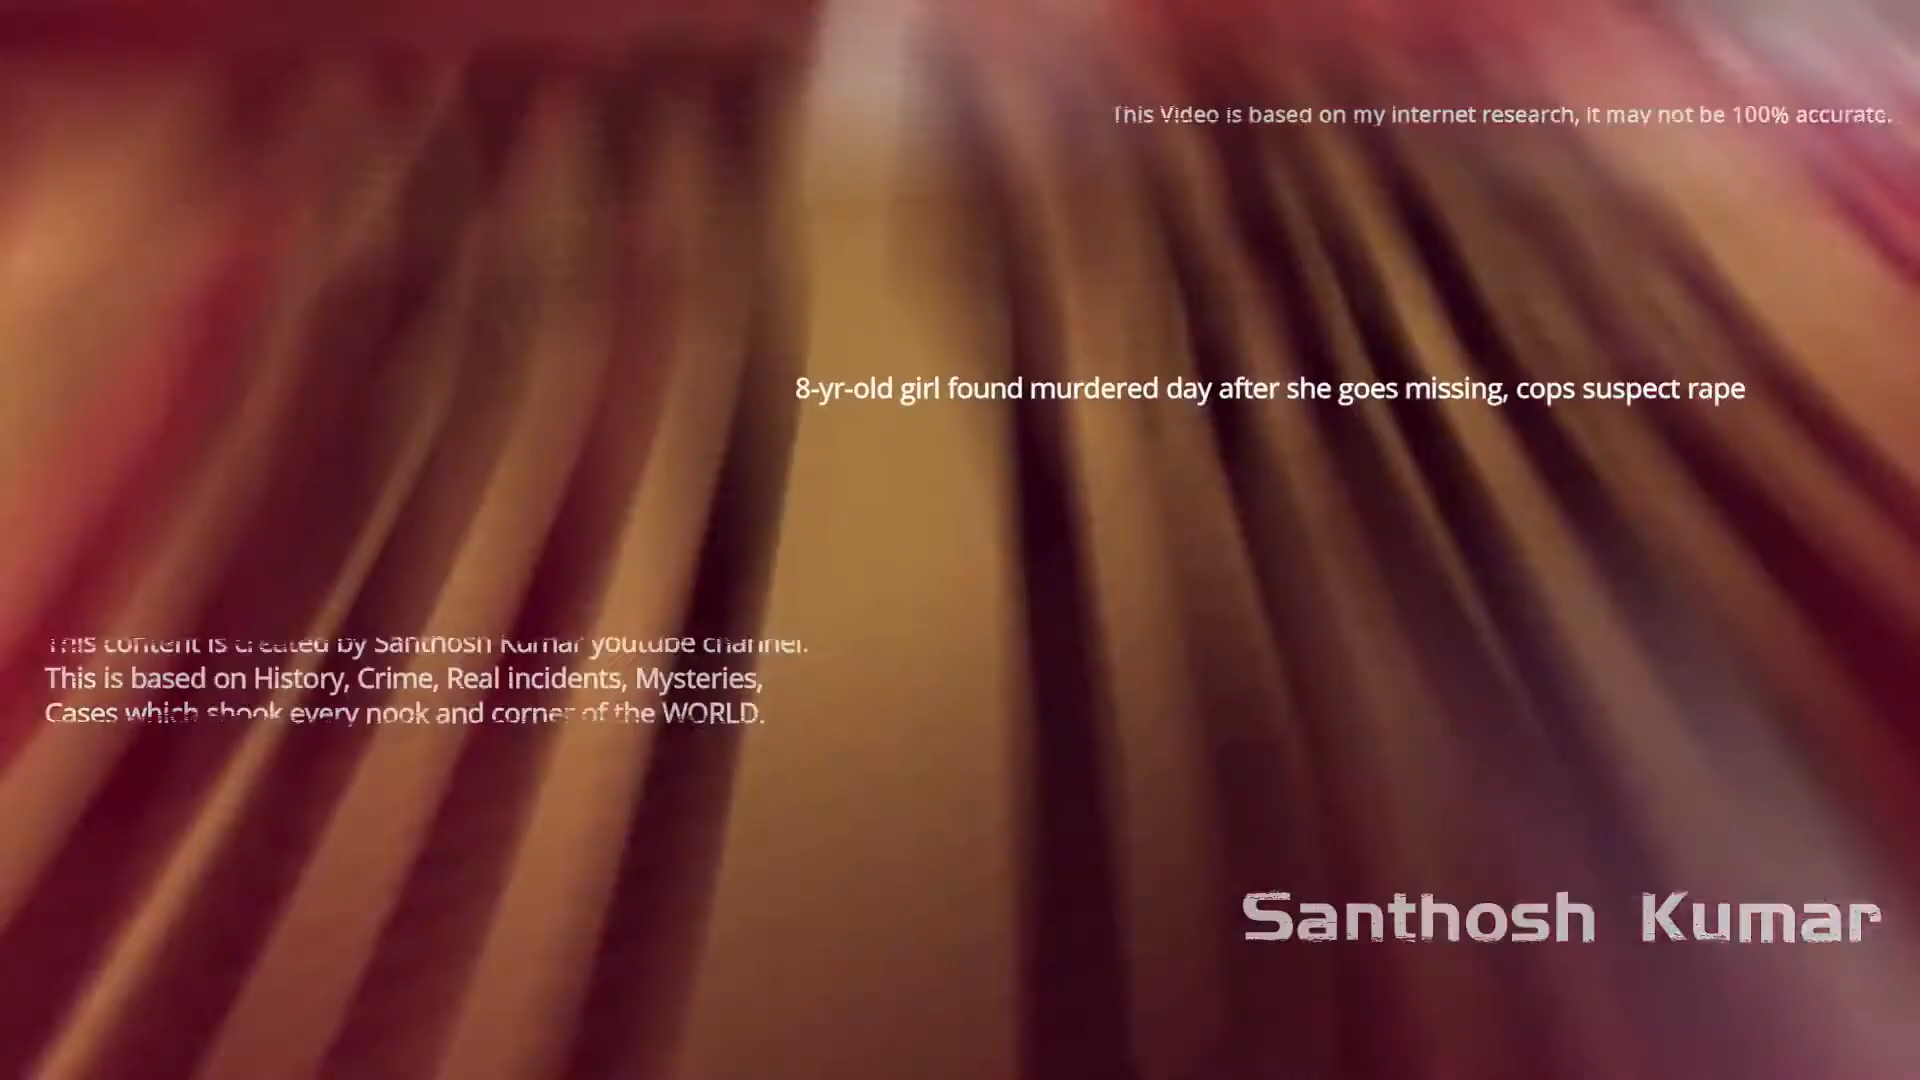 This Video is based on my internet research, it may not be 100% accurate.
8-yr-old girl found murdered day after she goes missing, cops suspect rape
This content is created by Santhosh Kumar youtube channel.
This is based on History, Crime, Real incidents, Mysteries,
Cases which shook every nook and corner of the WORLD.
Santhosh Kumar